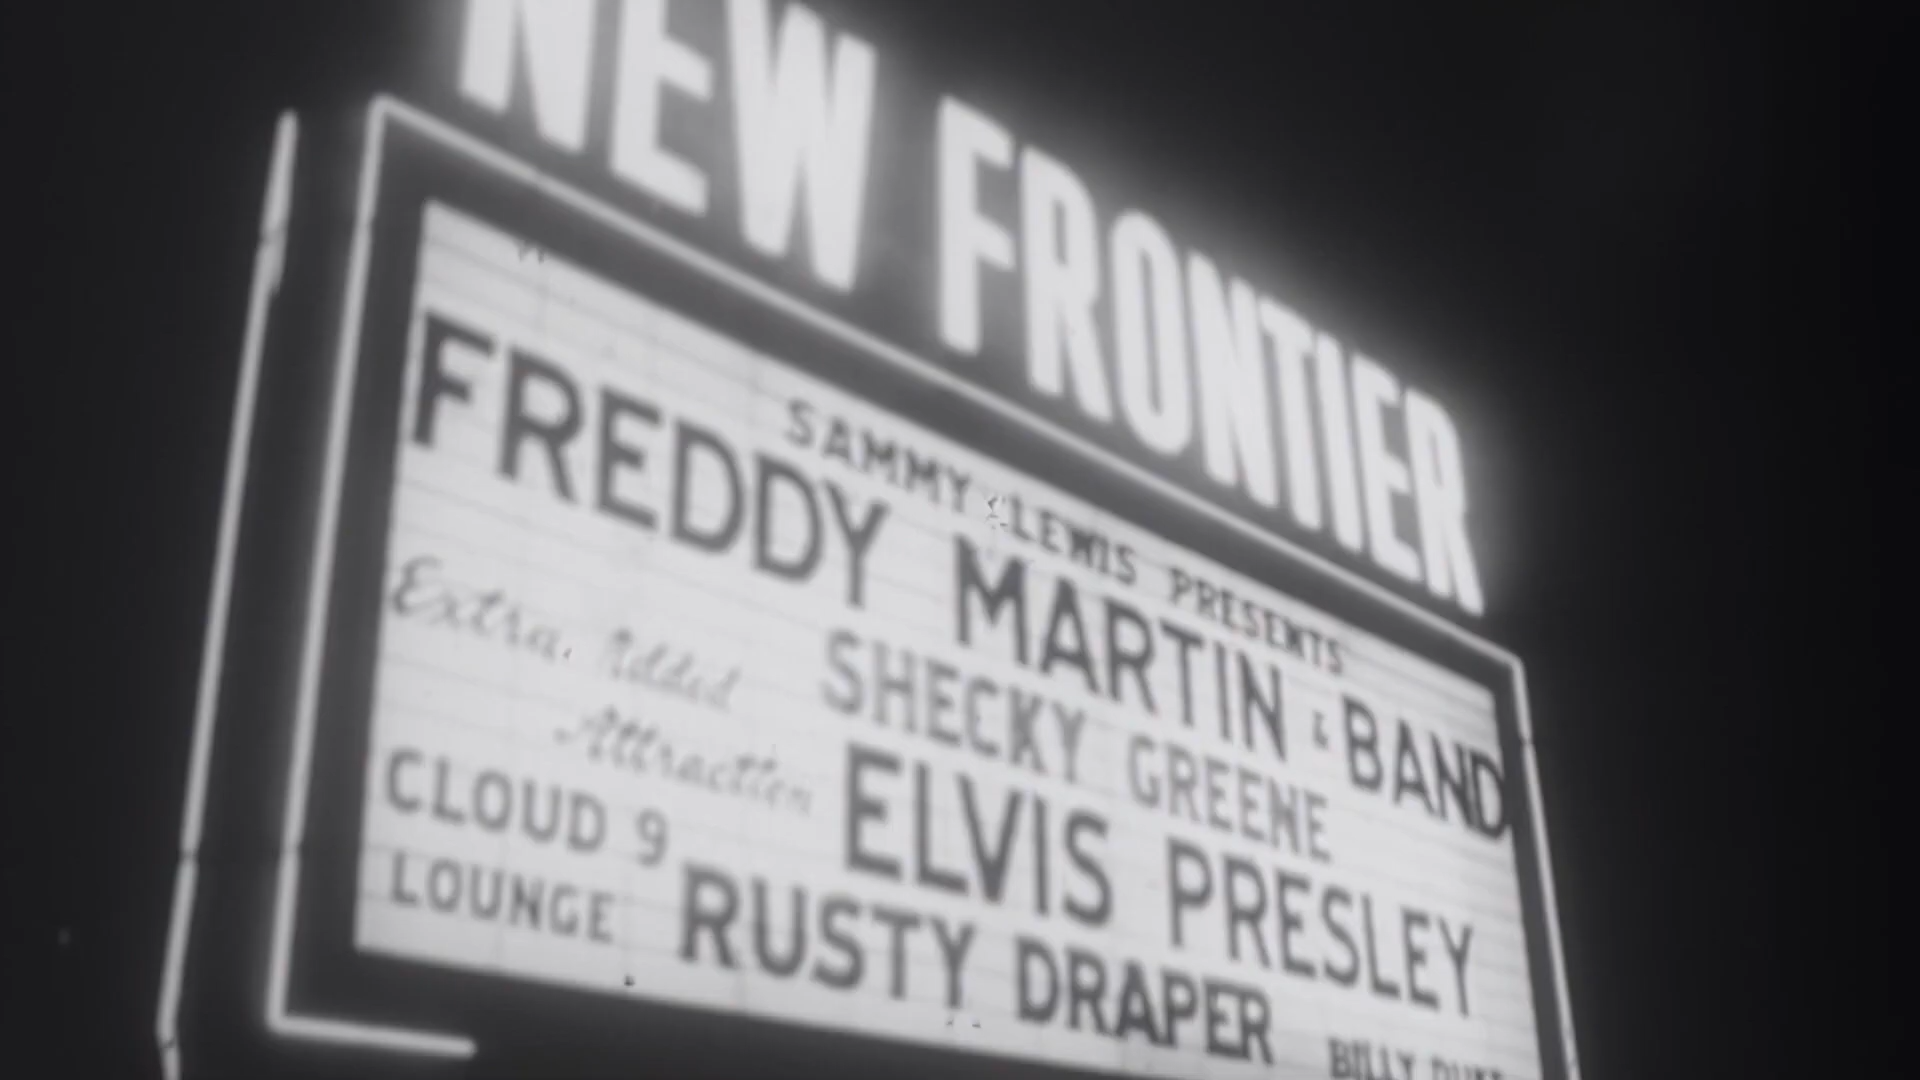 NEW FRONTIER
SAMMY LEWIS PRESENTS
FREDDY MARTIN & BAND
SHECKY GREENE
Extra Added
Attraction
ELVIS PRESLEY
CLOUD 9
LOUNGE
RUSTY DRAPER
BILLY